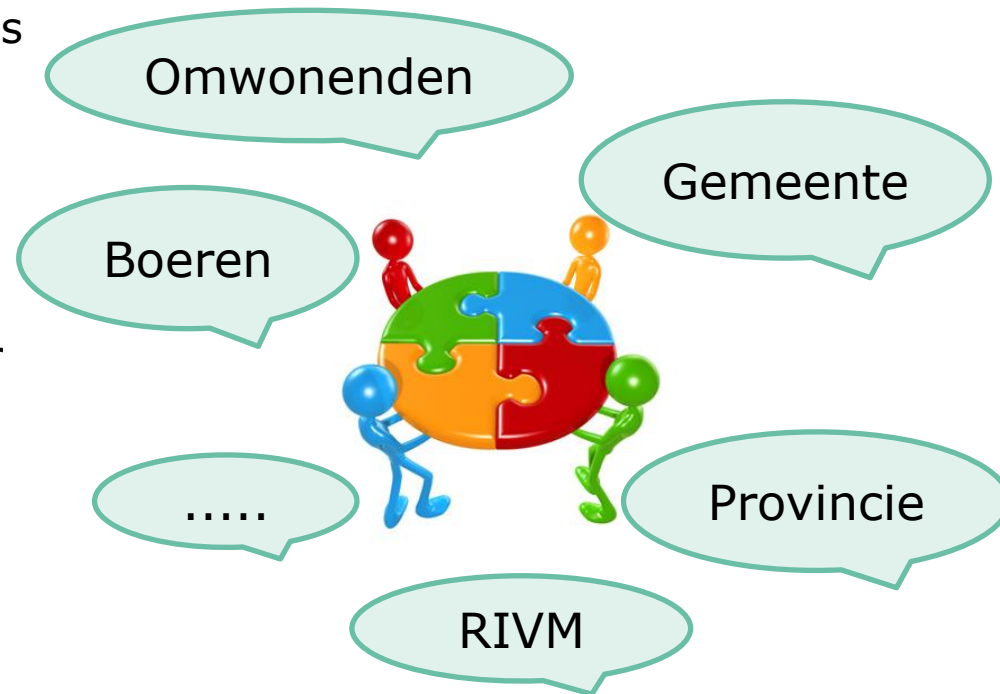 s
Omwonenden
Gemeente
Boeren
.....
Provincie
RIVM